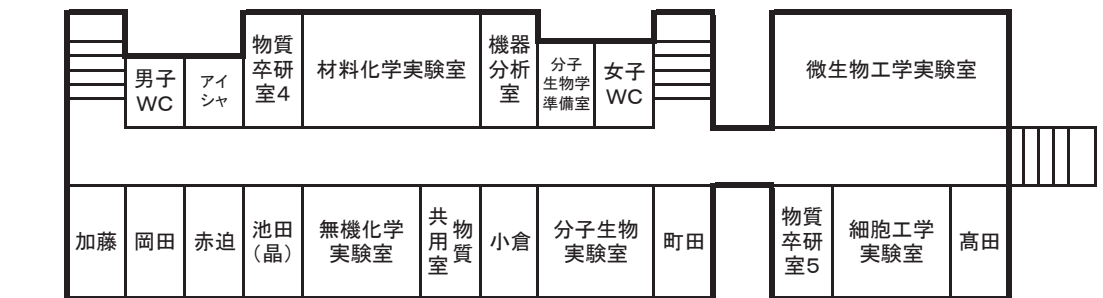 男子
WC
アイ
シャ
物質
卒研
室4
材料化学実験室
機器
分析
室
分子
生物学
準備室
女子
WC
微生物工学実験室
加藤
岡田
赤迫
池田
（晶）
無機化学
実験室
物質
共用室
小倉
分子生物
実験室
町田
物質
卒研
室5
細胞工学
実験室
髙田